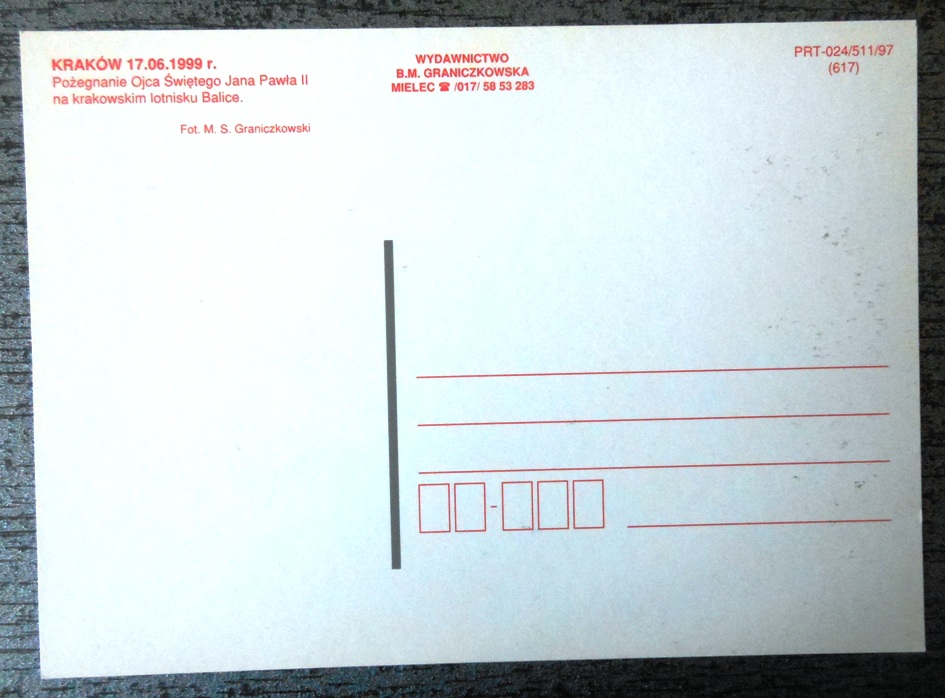 KRAKÓW 17.06.1999 r.
Pożegnanie Ojca Świętego Jana Pawła II
na krakowskim lotnisku Balice.
Fot. M. S. Graniczkowski
WYDAWNICTWO
B.M. GRANICZKOWSKA
MIELEC ☎ /017/ 58 53 283
PRT-024/511/97
(617)
-